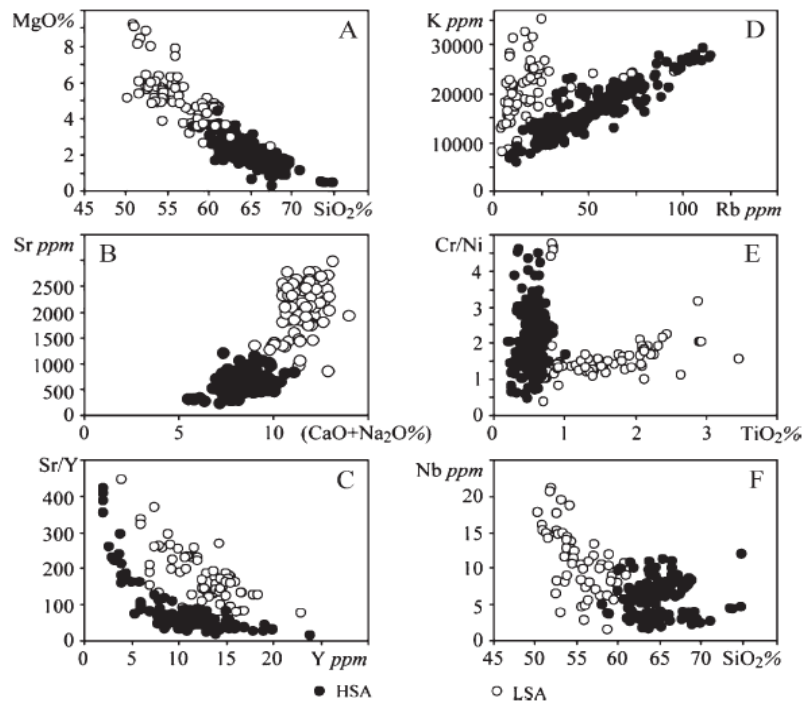 MgO% A
8
6
4
2
0
45 50 55 60 65 70 SiO2%
K ppm D
30000
20000
10000
0
0 50 100 Rb ppm
Sr ppm B
2500
2000
1500
1000
500
0
0 5 10 (CaO+Na2O%)
Cr/Ni E
4
3
2
1
0
0 1 2 3 TiO2%
Sr/Y C
400
300
200
100
0
0 5 10 15 20 Y ppm
Nb ppm F
20
15
10
5
0
45 50 55 60 65 70 SiO2%
HSA LSA